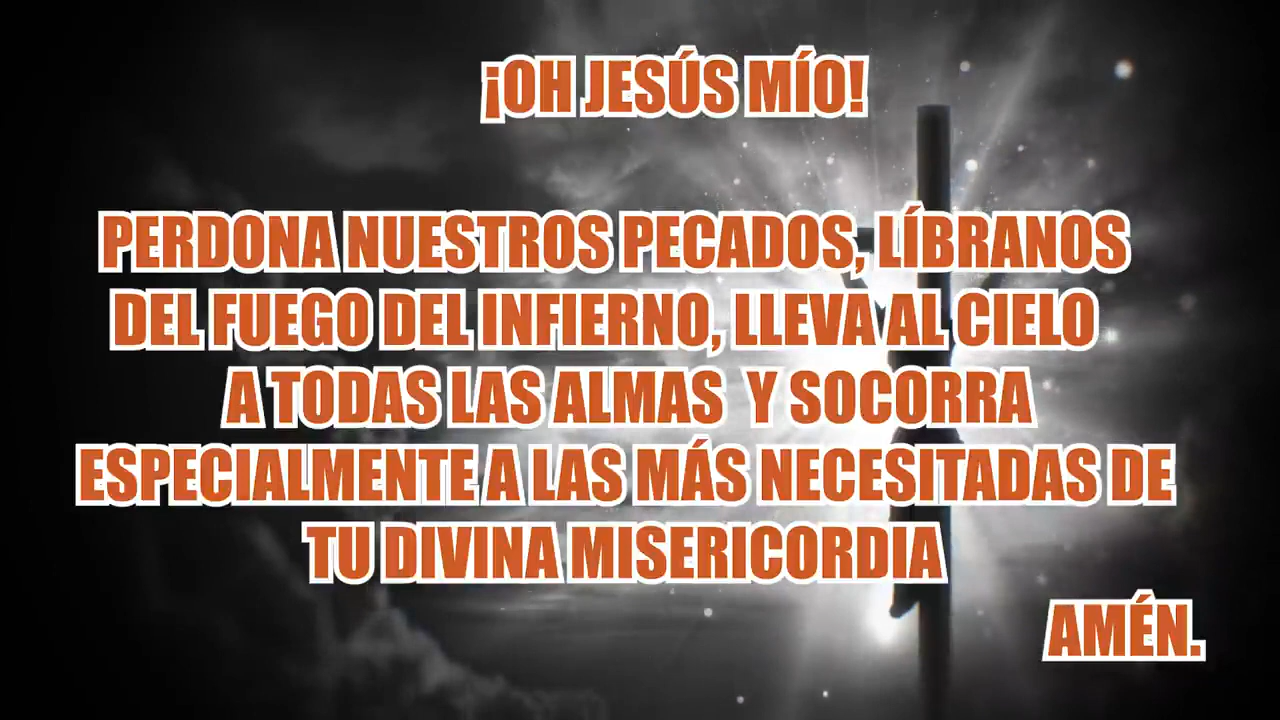 ¡OH JESÚS MÍO!
PERDONA NUESTROS PECADOS, LÍBRANOS
DEL FUEGO DEL INFIERNO, LLEVA AL CIELO
A TODAS LAS ALMAS Y SOCORRA
ESPECIALMENTE A LAS MÁS NECESITADAS DE
TU DIVINA MISERICORDIA
AMÉN.